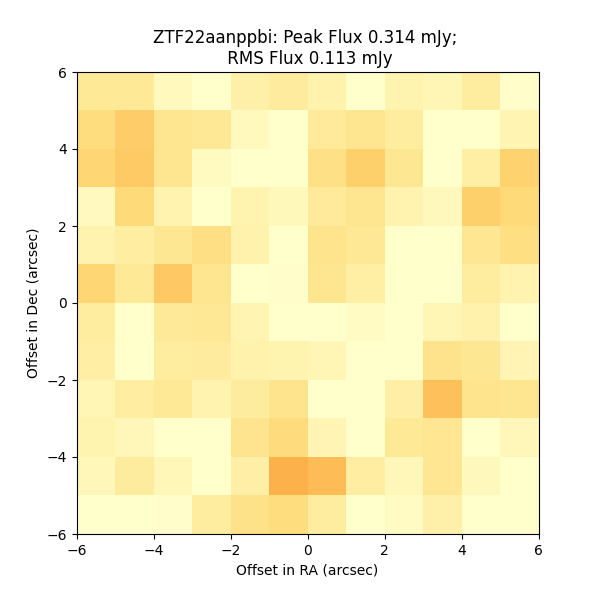 ZTF22aanppbi: Peak Flux 0.314 mJy;
RMS Flux 0.113 mJy
6
4
2
0
−2
−4
−6
Offset in Dec (arcsec)
−6 −4 −2 0 2 4 6
Offset in RA (arcsec)